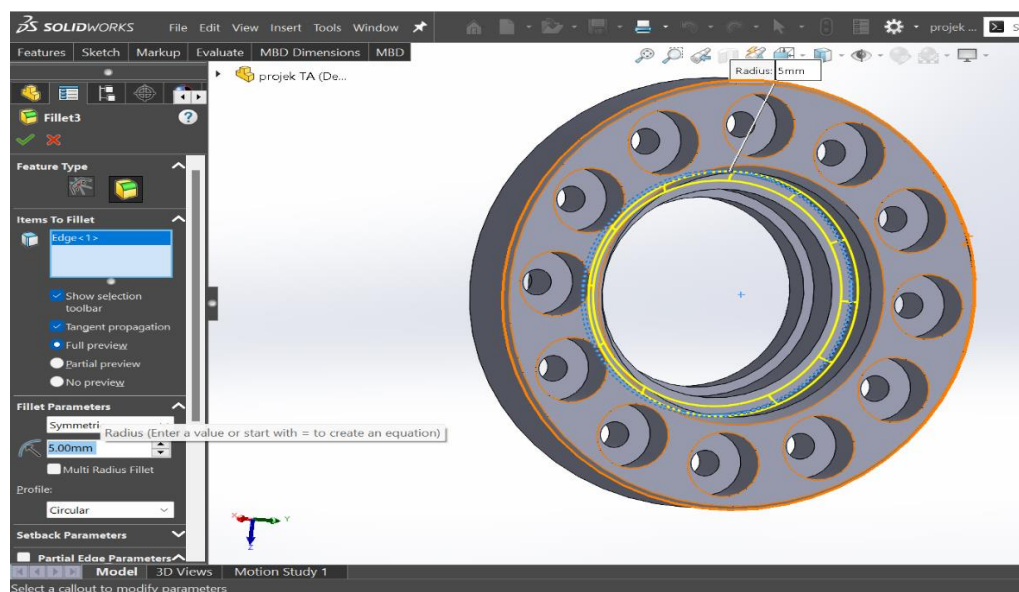 SOLIDWORKS File Edit View Insert Tools Window projek ...
Features Sketch Markup Evaluate MBD Dimensions MBD
projek TA (De...
Radius: 5mm
Fillet3
Feature Type
Items To Fillet
Edge<1>
Show selection
toolbar
Tangent propagation
Full preview
Partial preview
No preview
Fillet Parameters
Radius (Enter a value or start with = to create an equation)
5.00mm
Multi Radius Fillet
Profile:
Circular
Setback Parameters
Partial Edge Parameters
X Y
Z
Model 3D Views Motion Study 1
Select a callout to modify parameters